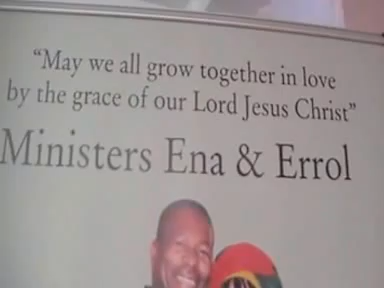 “May we all grow together in love
by the grace of our Lord Jesus Christ”
Ministers Ena & Errol